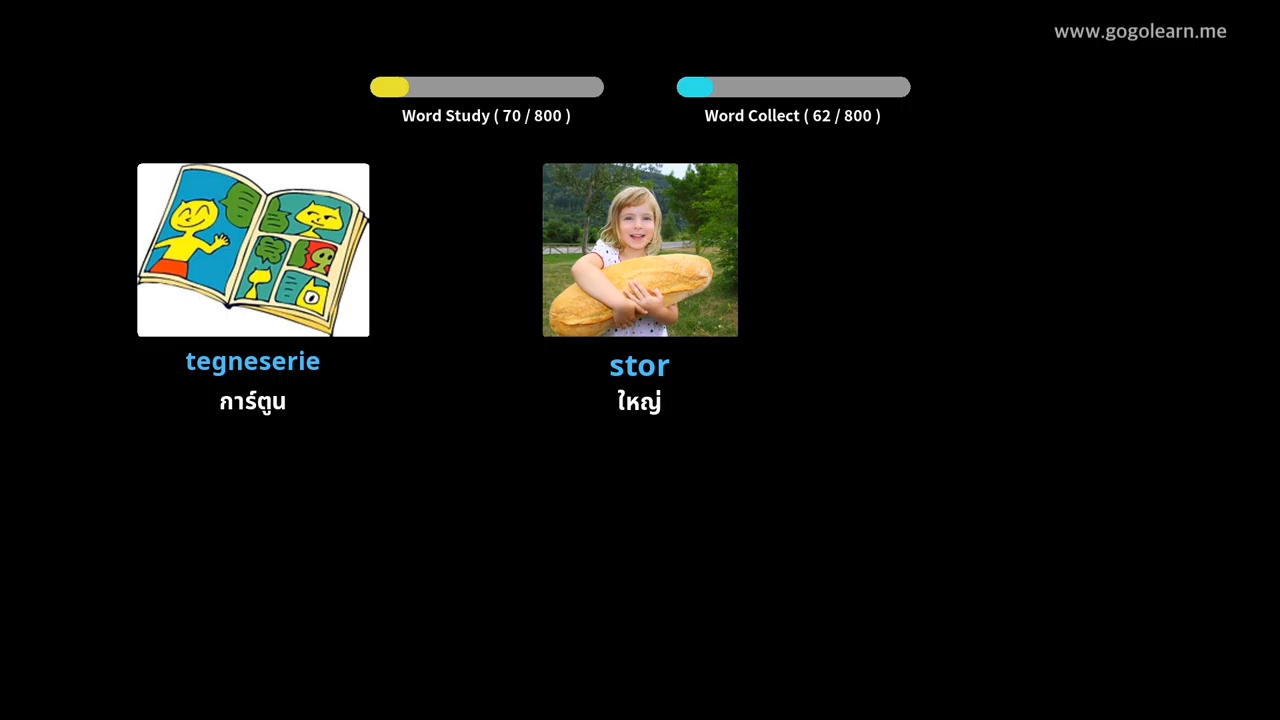 www.gogolearn.me
Word Study ( 70 / 800 )
Word Collect ( 62 / 800 )
tegneserie
การ์ตูน
stor
ใหญ่